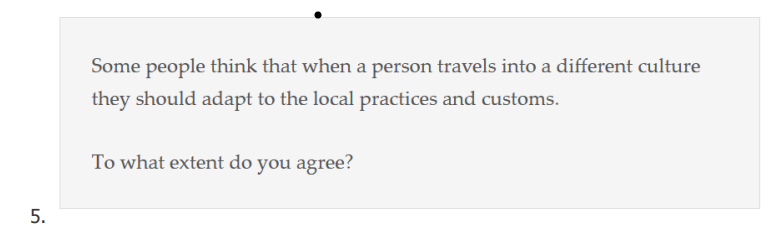 Some people think that when a person travels into a different culture
they should adapt to the local practices and customs.
To what extent do you agree?
5.